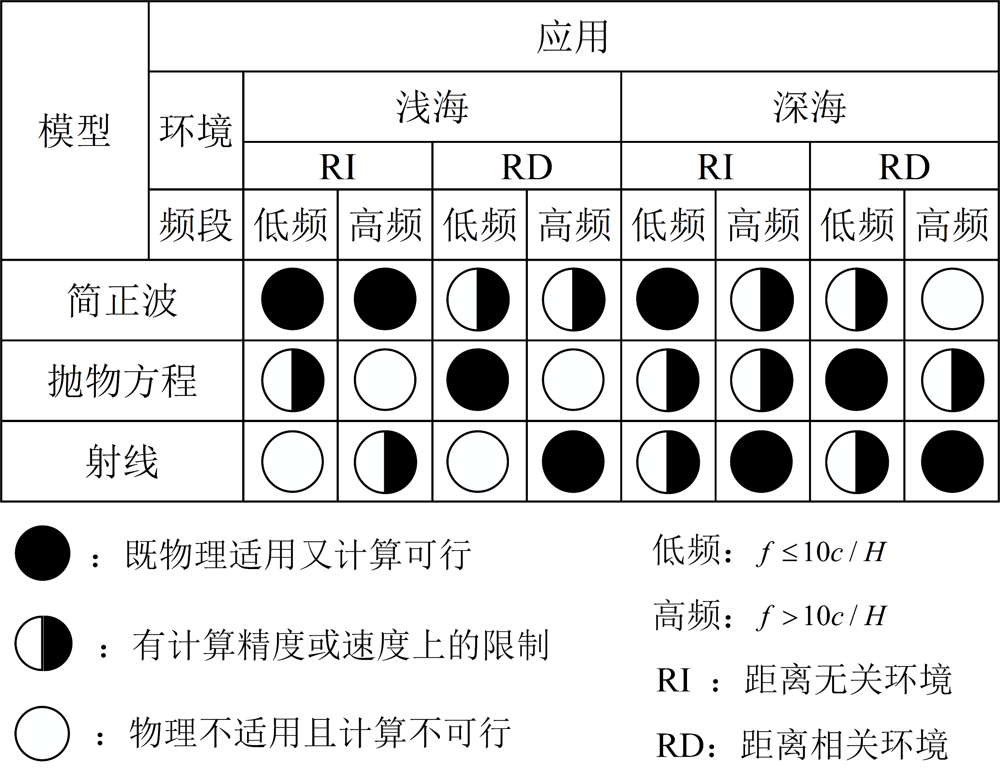 应用
模型 环境 浅海 深海
RI RD RI RD
频段 低频 高频 低频 高频 低频 高频 低频 高频
简正波
抛物方程
射线
：既物理适用又计算可行
：有计算精度或速度上的限制
：物理不适用且计算不可行
低频： f ≤ 10c / H
高频： f > 10c / H
RI ：距离无关环境
RD：距离相关环境